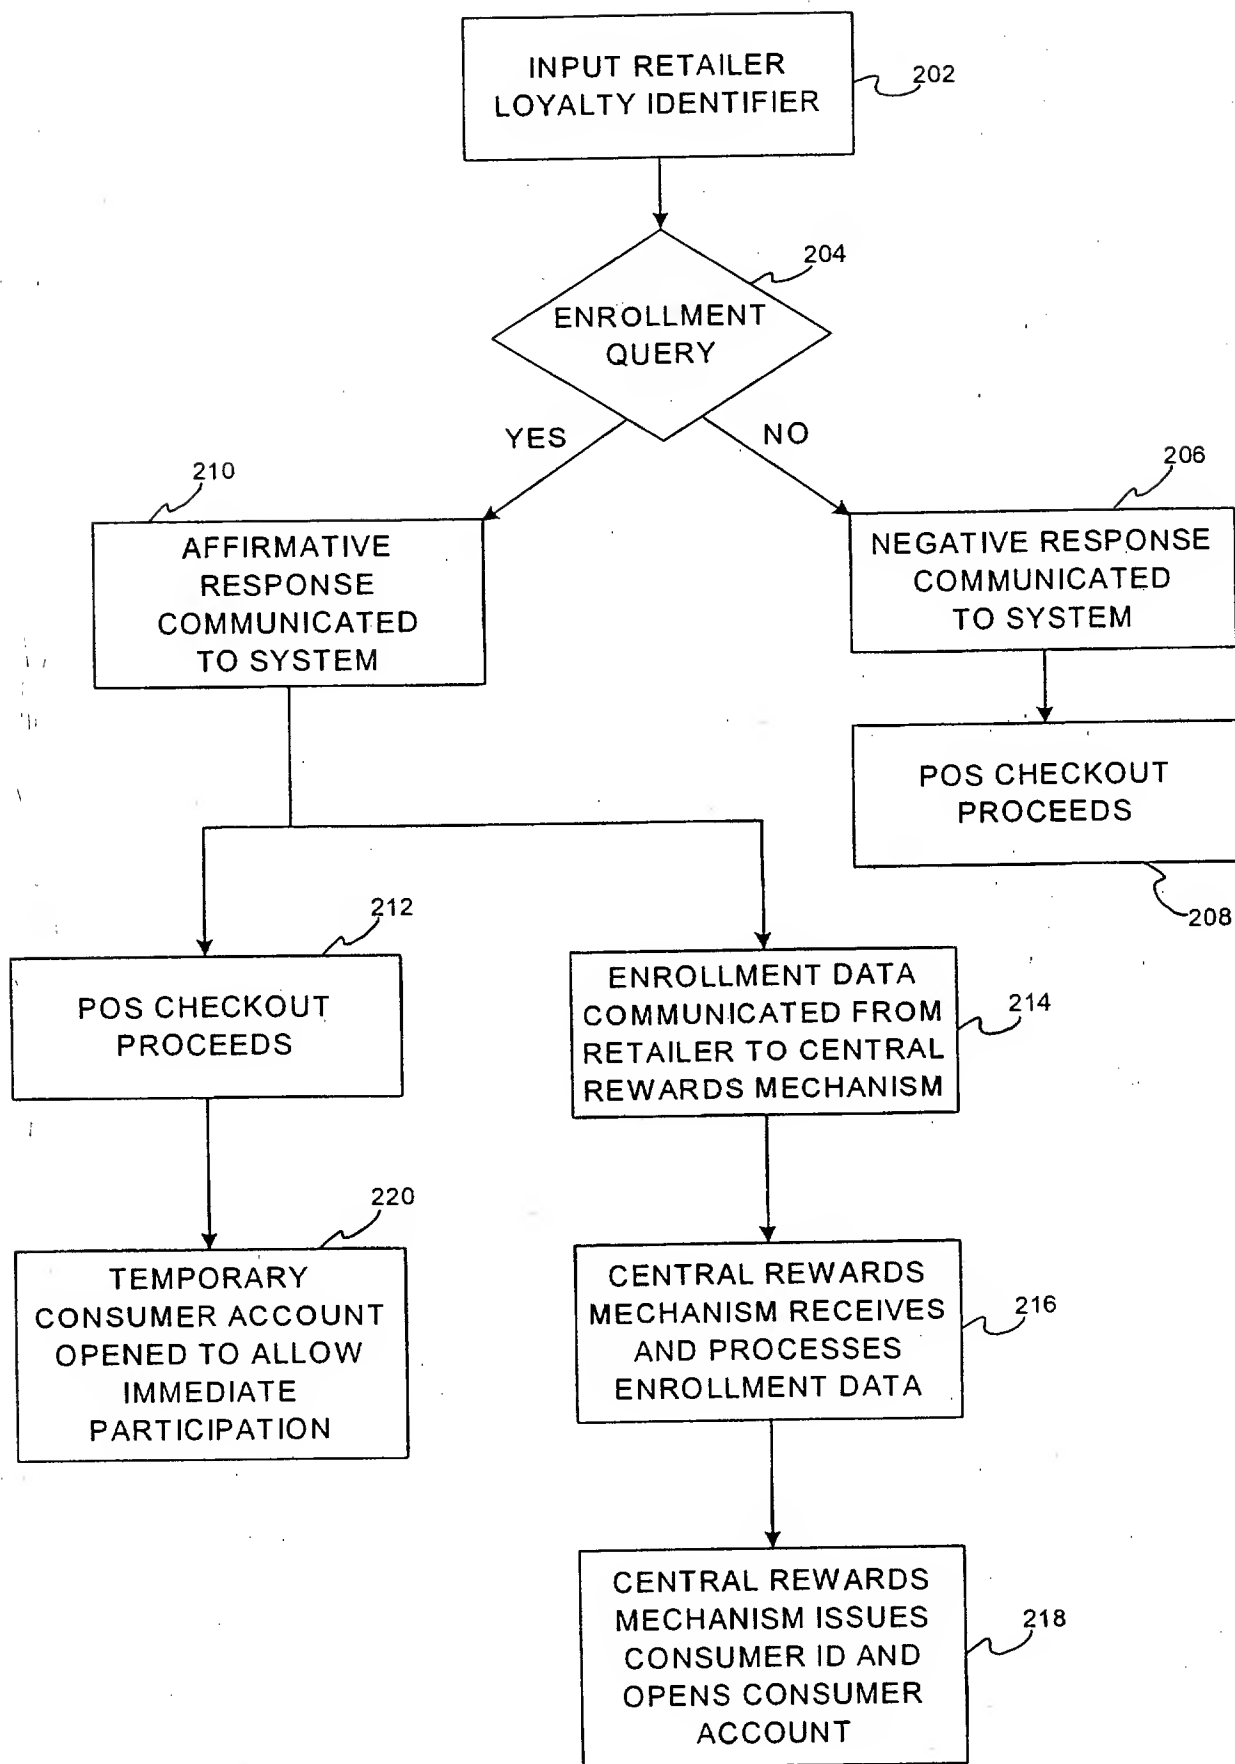 INPUT RETAILER
LOYALTY IDENTIFIER
202
204
ENROLLMENT
QUERY
YES
NO
210
206
AFFIRMATIVE
RESPONSE
COMMUNICATED
TO SYSTEM
NEGATIVE RESPONSE
COMMUNICATED
TO SYSTEM
POS CHECKOUT
PROCEEDS
208
212
POS CHECKOUT
PROCEEDS
ENROLLMENT DATA
COMMUNICATED FROM
RETAILER TO CENTRAL
REWARDS MECHANISM
214
220
TEMPORARY
CONSUMER ACCOUNT
OPENED TO ALLOW
IMMEDIATE
PARTICIPATION
CENTRAL REWARDS
MECHANISM RECEIVES
AND PROCESSES
ENROLLMENT DATA
216
CENTRAL REWARDS
MECHANISM ISSUES
CONSUMER ID AND
OPENS CONSUMER
ACCOUNT
218